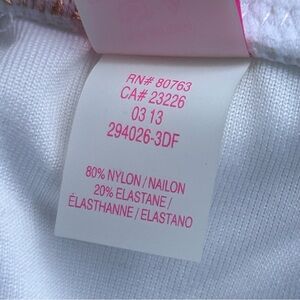 RN# 80763
CA# 23226
03 13
294026-3DF
80% NYLON / NAILON
20% ELASTANE /
ÉLASTHANNE / ELASTANO